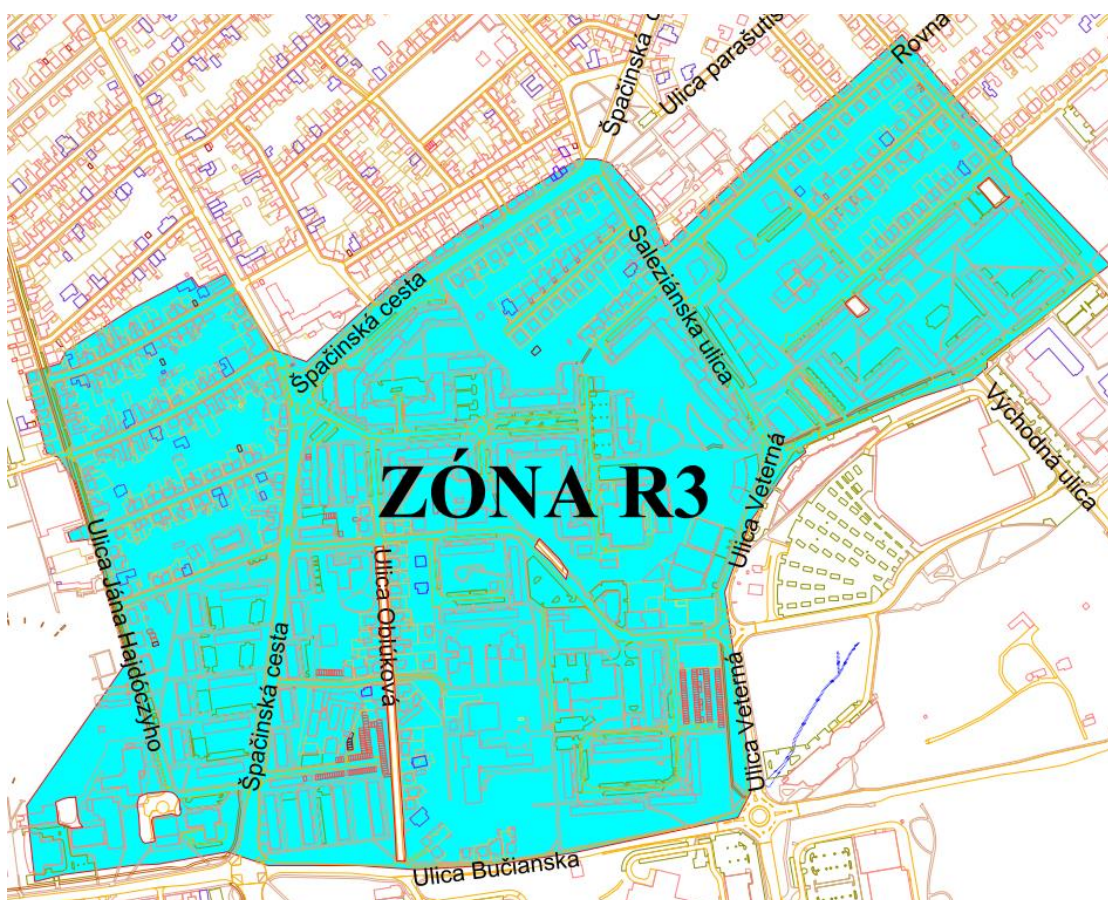 Špačinská c
Ulica parašutis
Rovna
Špačinská cesta
Saleziánska ulica
Východná ulica
ZÓNA R3
Ulica Veterná
Ulica Jána Hajdóczyho
Ulica Oblúková
Špačinská cesta
Ulica Veterná
Ulica Bučianska